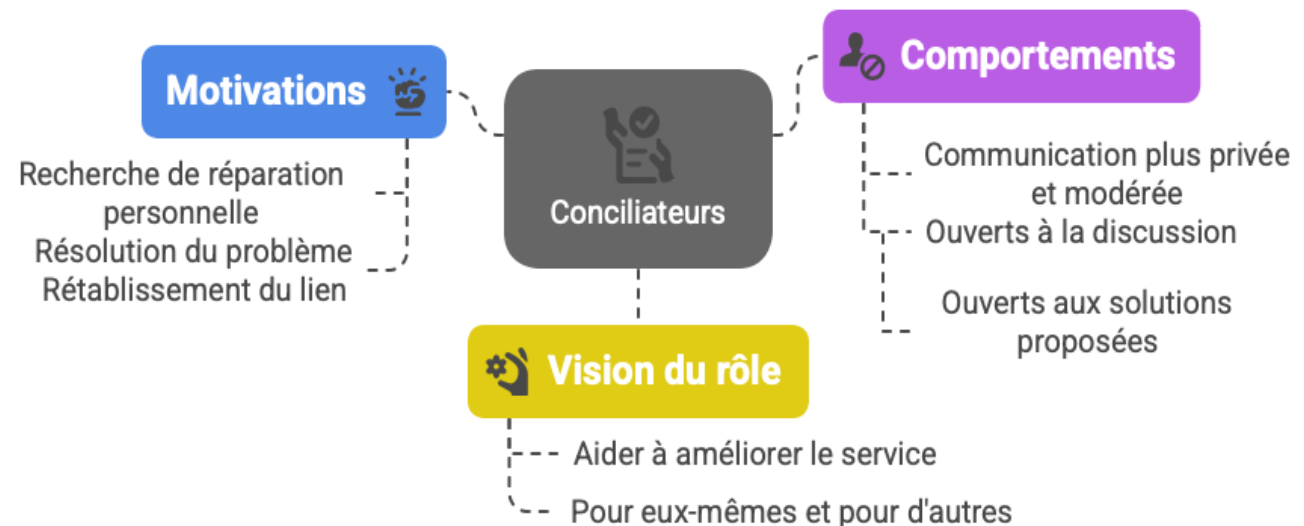 Motivations
Recherche de réparation
personnelle
Résolution du problème
Rétablissement du lien
Conciliateurs
Comportements
Communication plus privée
et modérée
Ouverts à la discussion
Ouverts aux solutions
proposées
Vision du rôle
Aider à améliorer le service
Pour eux-mêmes et pour d'autres